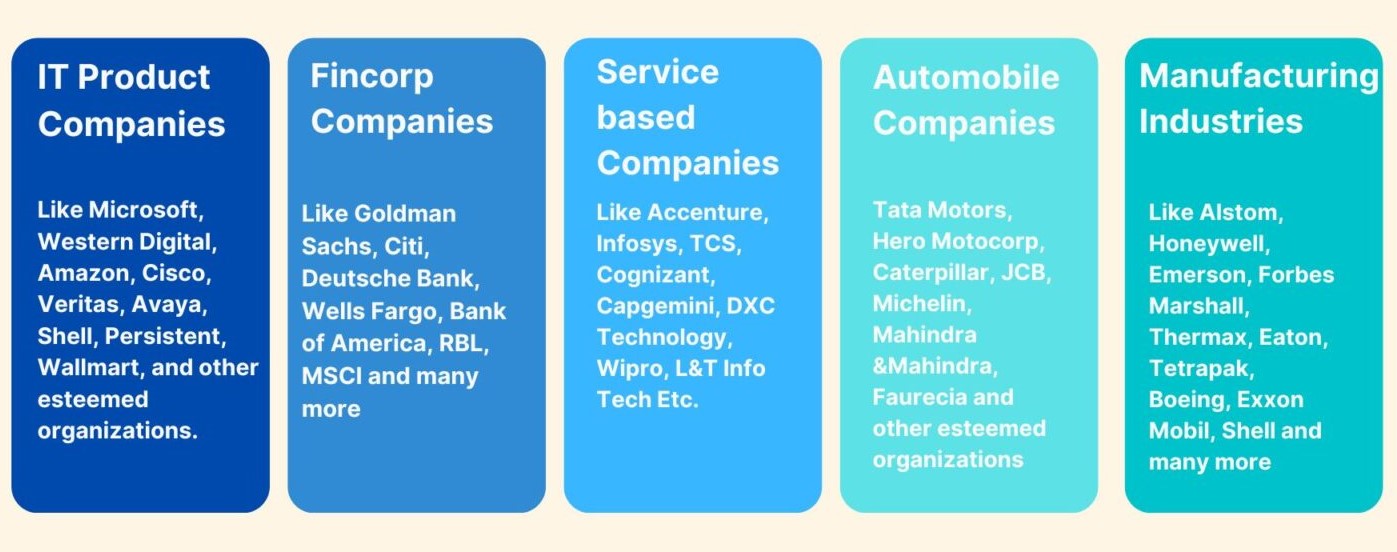 IT Product
Companies
Like Microsoft,
Western Digital,
Amazon, Cisco,
Veritas, Avaya,
Shell, Persistent,
Wallmart, and other
esteemed
organizations.
Fincorp
Companies
Like Goldman
Sachs, Citi,
Deutsche Bank,
Wells Fargo, Bank
of America, RBL,
MSCI and many
more
Service
based
Companies
Like Accenture,
Infosys, TCS,
Cognizant,
Capgemini, DXC
Technology,
Wipro, L&T Info
Tech Etc.
Automobile
Companies
Tata Motors,
Hero Motocorp,
Caterpillar, JCB,
Michelin,
Mahindra
&Mahindra,
Faurecia and
other esteemed
organizations
Manufacturing
Industries
Like Alstom,
Honeywell,
Emerson, Forbes
Marshall,
Thermax, Eaton,
Tetrapak,
Boeing, Exxon
Mobil, Shell and
many more